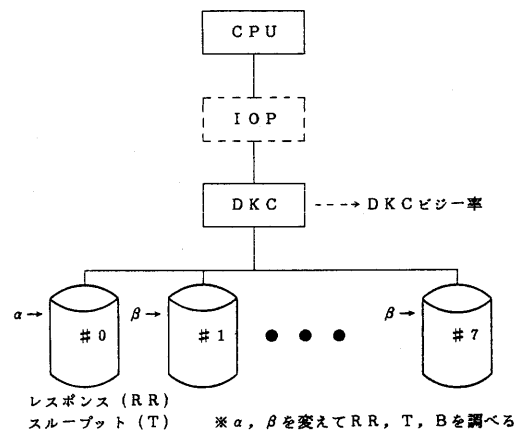 CPU
IOP
DKC ---→ DKCビジー率
α→ #0 β→ #1 ● ● ● β→ #7
レスポンス(RR)
スループット(T) ※α,βを変えてRR,T,Bを調べる